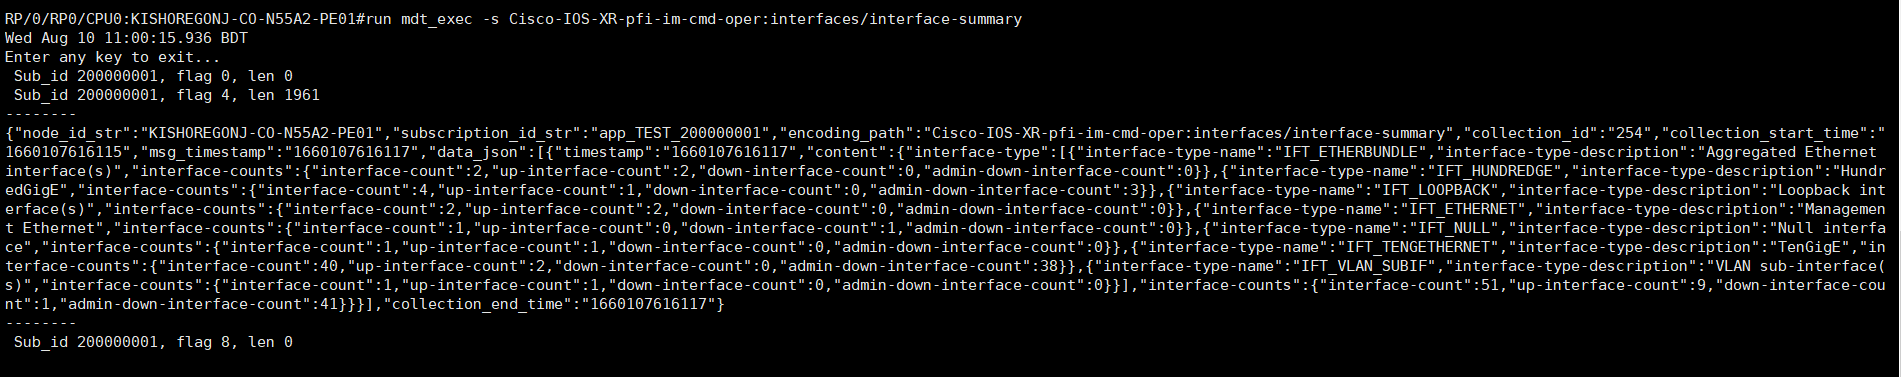 RP/0/RP0/CPU0:KISHOREGONJ-CO-N55A2-PE01#run mdt_exec -s Cisco-IOS-XR-pfi-im-cmd-oper:interfaces/interface-summary
Wed Aug 10 11:00:15.936 BDT
Enter any key to exit...
 Sub_id 200000001, flag 0, len 0
 Sub_id 200000001, flag 4, len 1961
--------
{"node_id_str":"KISHOREGONJ-CO-N55A2-PE01","subscription_id_str":"app_TEST_200000001","encoding_path":"Cisco-IOS-XR-pfi-im-cmd-oper:interfaces/interface-summary","collection_id":"254","collection_start_time":"
1660107616115","msg_timestamp":"1660107616117","data_json":[{"timestamp":"1660107616117","content":{"interface-type":[{"interface-type-name":"IFT_ETHERBUNDLE","interface-type-description":"Aggregated Ethernet
interface(s)","interface-counts":{"interface-count":2,"up-interface-count":2,"down-interface-count":0,"admin-down-interface-count":0}},{"interface-type-name":"IFT_HUNDREDGE","interface-type-description":"Hundr
edGigE","interface-counts":{"interface-count":4,"up-interface-count":1,"down-interface-count":0,"admin-down-interface-count":3}},{"interface-type-name":"IFT_LOOPBACK","interface-type-description":"Loopback int
erface(s)","interface-counts":{"interface-count":2,"up-interface-count":2,"down-interface-count":0,"admin-down-interface-count":0}},{"interface-type-name":"IFT_ETHERNET","interface-type-description":"Managemen
t Ethernet","interface-counts":{"interface-count":1,"up-interface-count":0,"down-interface-count":1,"admin-down-interface-count":0}},{"interface-type-name":"IFT_NULL","interface-type-description":"Null interfa
ce","interface-counts":{"interface-count":1,"up-interface-count":1,"down-interface-count":0,"admin-down-interface-count":0}},{"interface-type-name":"IFT_TENGETHERNET","interface-type-description":"TenGigE","in
terface-counts":{"interface-count":40,"up-interface-count":2,"down-interface-count":0,"admin-down-interface-count":38}},{"interface-type-name":"IFT_VLAN_SUBIF","interface-type-description":"VLAN sub-interface(
s)","interface-counts":{"interface-count":1,"up-interface-count":1,"down-interface-count":0,"admin-down-interface-count":0}}],"interface-counts":{"interface-count":51,"up-interface-count":9,"down-interface-cou
nt":1,"admin-down-interface-count":41}}}],"collection_end_time":"1660107616117"}
--------
 Sub_id 200000001, flag 8, len 0